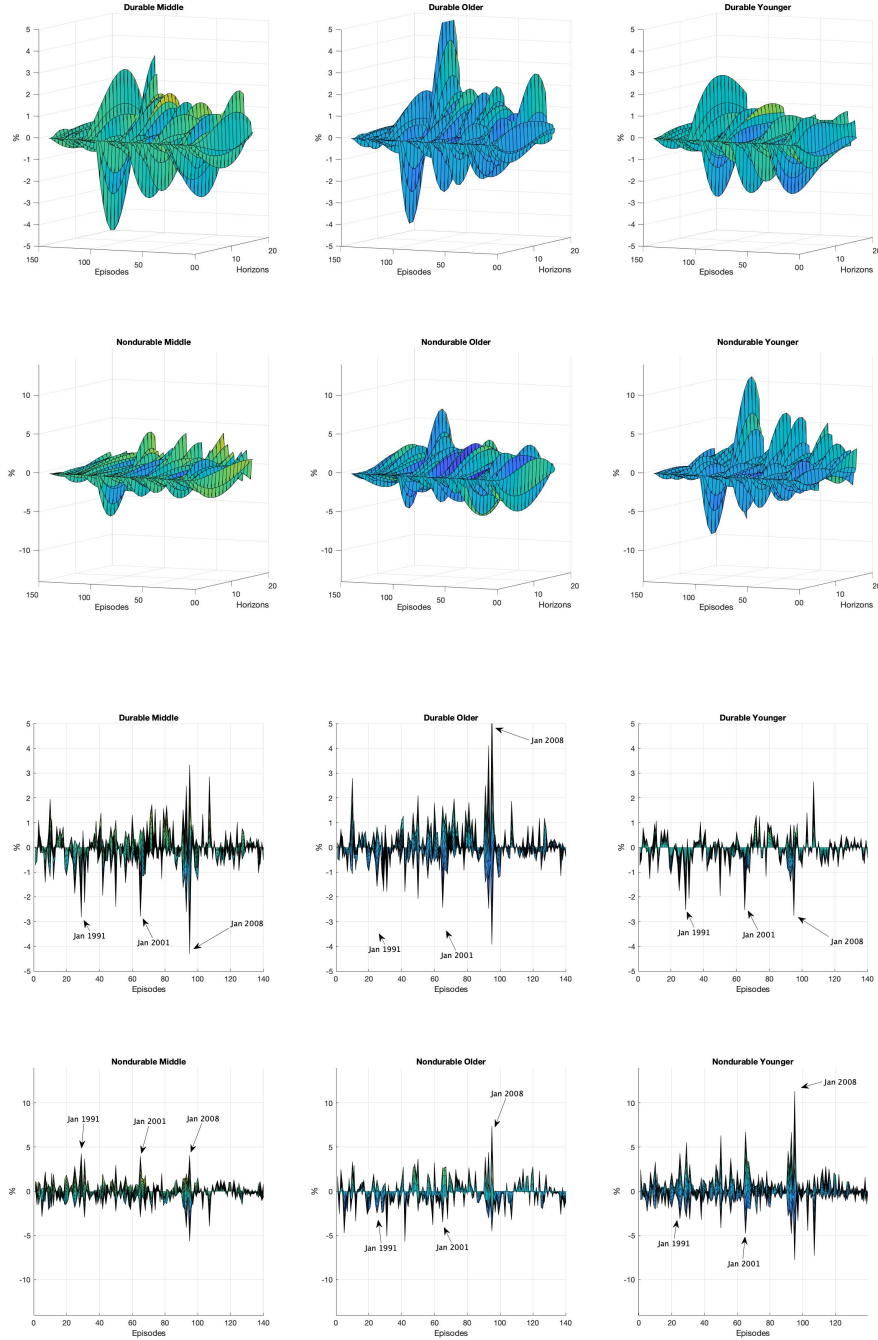 Durable Middle
5
4
3
2
1
0
-1
-2
-3
-4
-5
%
150
100
50
00
10
20
Episodes
Horizons
Durable Older
5
4
3
2
1
0
-1
-2
-3
-4
-5
%
150
100
50
00
10
20
Episodes
Horizons
Durable Younger
5
4
3
2
1
0
-1
-2
-3
-4
-5
%
150
100
50
00
10
20
Episodes
Horizons
Nondurable Middle
10
5
0
-5
-10
%
150
100
50
00
10
20
Episodes
Horizons
Nondurable Older
10
5
0
-5
-10
%
150
100
50
00
10
20
Episodes
Horizons
Nondurable Younger
10
5
0
-5
-10
%
150
100
50
00
10
20
Episodes
Horizons
Durable Middle
5
4
3
2
1
0
-1
-2
-3
-4
-5
%
Jan 1991
Jan 2001
Jan 2008
0 20 40 60 80 100 120 140
Episodes
Durable Older
5
4
3
2
1
0
-1
-2
-3
-4
-5
%
Jan 2008
Jan 1991
Jan 2001
0 20 40 60 80 100 120 140
Episodes
Durable Younger
5
4
3
2
1
0
-1
-2
-3
-4
-5
%
Jan 1991
Jan 2001
Jan 2008
0 20 40 60 80 100 120 140
Episodes
Nondurable Middle
10
5
0
-5
-10
%
Jan 1991
Jan 2001
Jan 2008
0 20 40 60 80 100 120 140
Episodes
Nondurable Older
10
5
0
-5
-10
%
Jan 2008
Jan 1991
Jan 2001
0 20 40 60 80 100 120 140
Episodes
Nondurable Younger
10
5
0
-5
-10
%
Jan 2008
Jan 1991
Jan 2001
0 20 40 60 80 100 120
Episodes